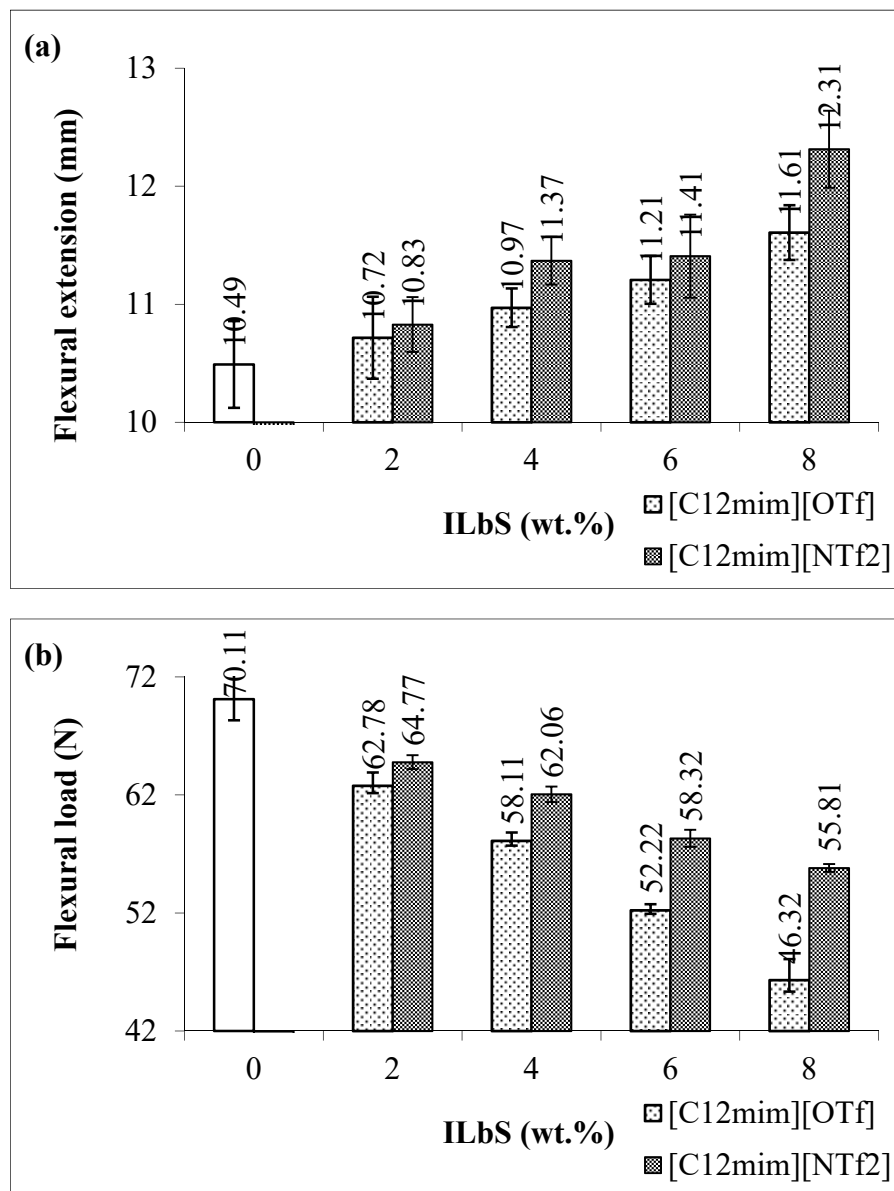 (a)
Flexural extension (mm)
13
12
11
10
10.49
10.72
10.83
10.97
11.37
11.21
11.41
11.61
12.31
0 2 4 6 8
ILbS (wt.%)
[C12mim][OTf]
[C12mim][NTf2]
(b)
Flexural load (N)
72
62
52
42
70.11
62.78
64.77
58.11
62.06
52.22
58.32
46.32
55.81
0 2 4 6 8
ILbS (wt.%)
[C12mim][OTf]
[C12mim][NTf2]